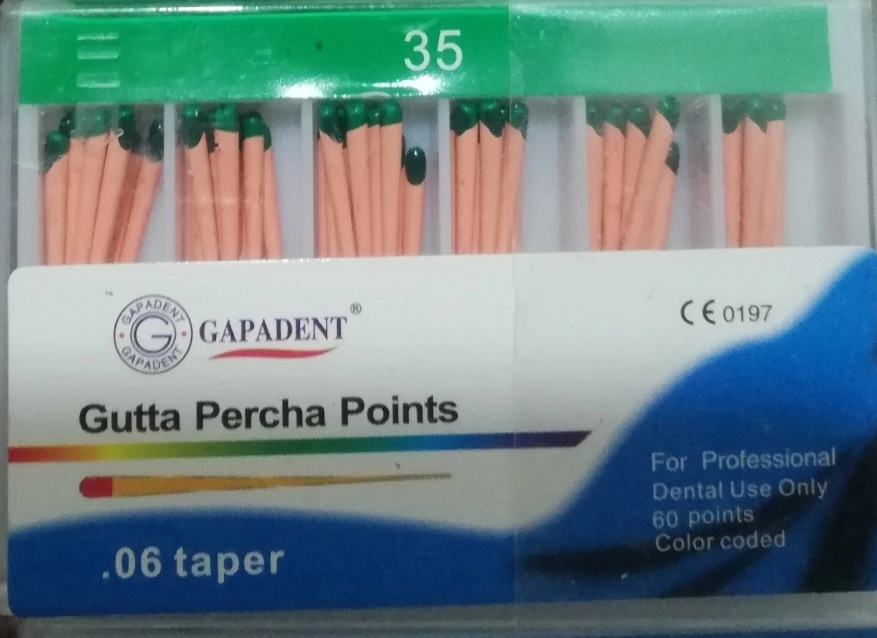 35
GAPADENT
G
GAPADENT
GAPADENT®
CE 0197
Gutta Percha Points
For Professional
Dental Use Only
60 points
Color coded
.06 taper